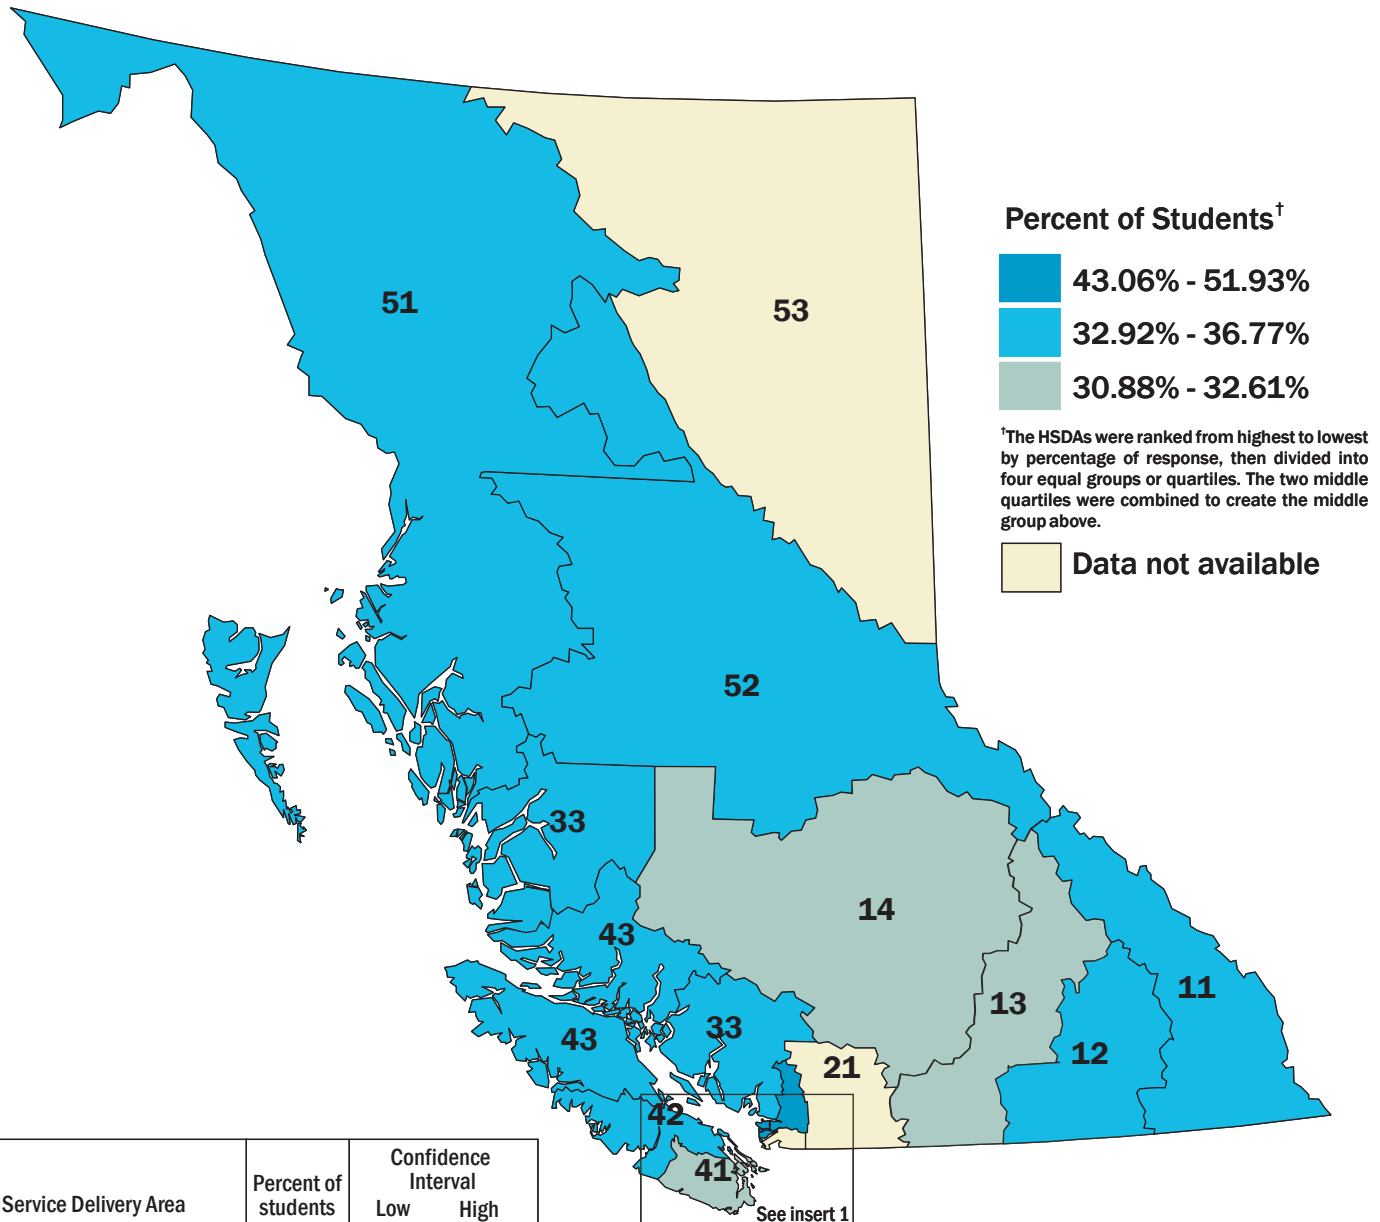 51
53
Percent of Students†
43.06% - 51.93%
32.92% - 36.77%
30.88% - 32.61%
†The HSDAs were ranked from highest to lowest
by percentage of response, then divided into
four equal groups or quartiles. The two middle
quartiles were combined to create the middle
group above.
Data not available
52
33
14
43
11
13
33
43
12
21
42
41
See insert 1
Service Delivery Area
Percent of
students
Confidence
Interval
Low High